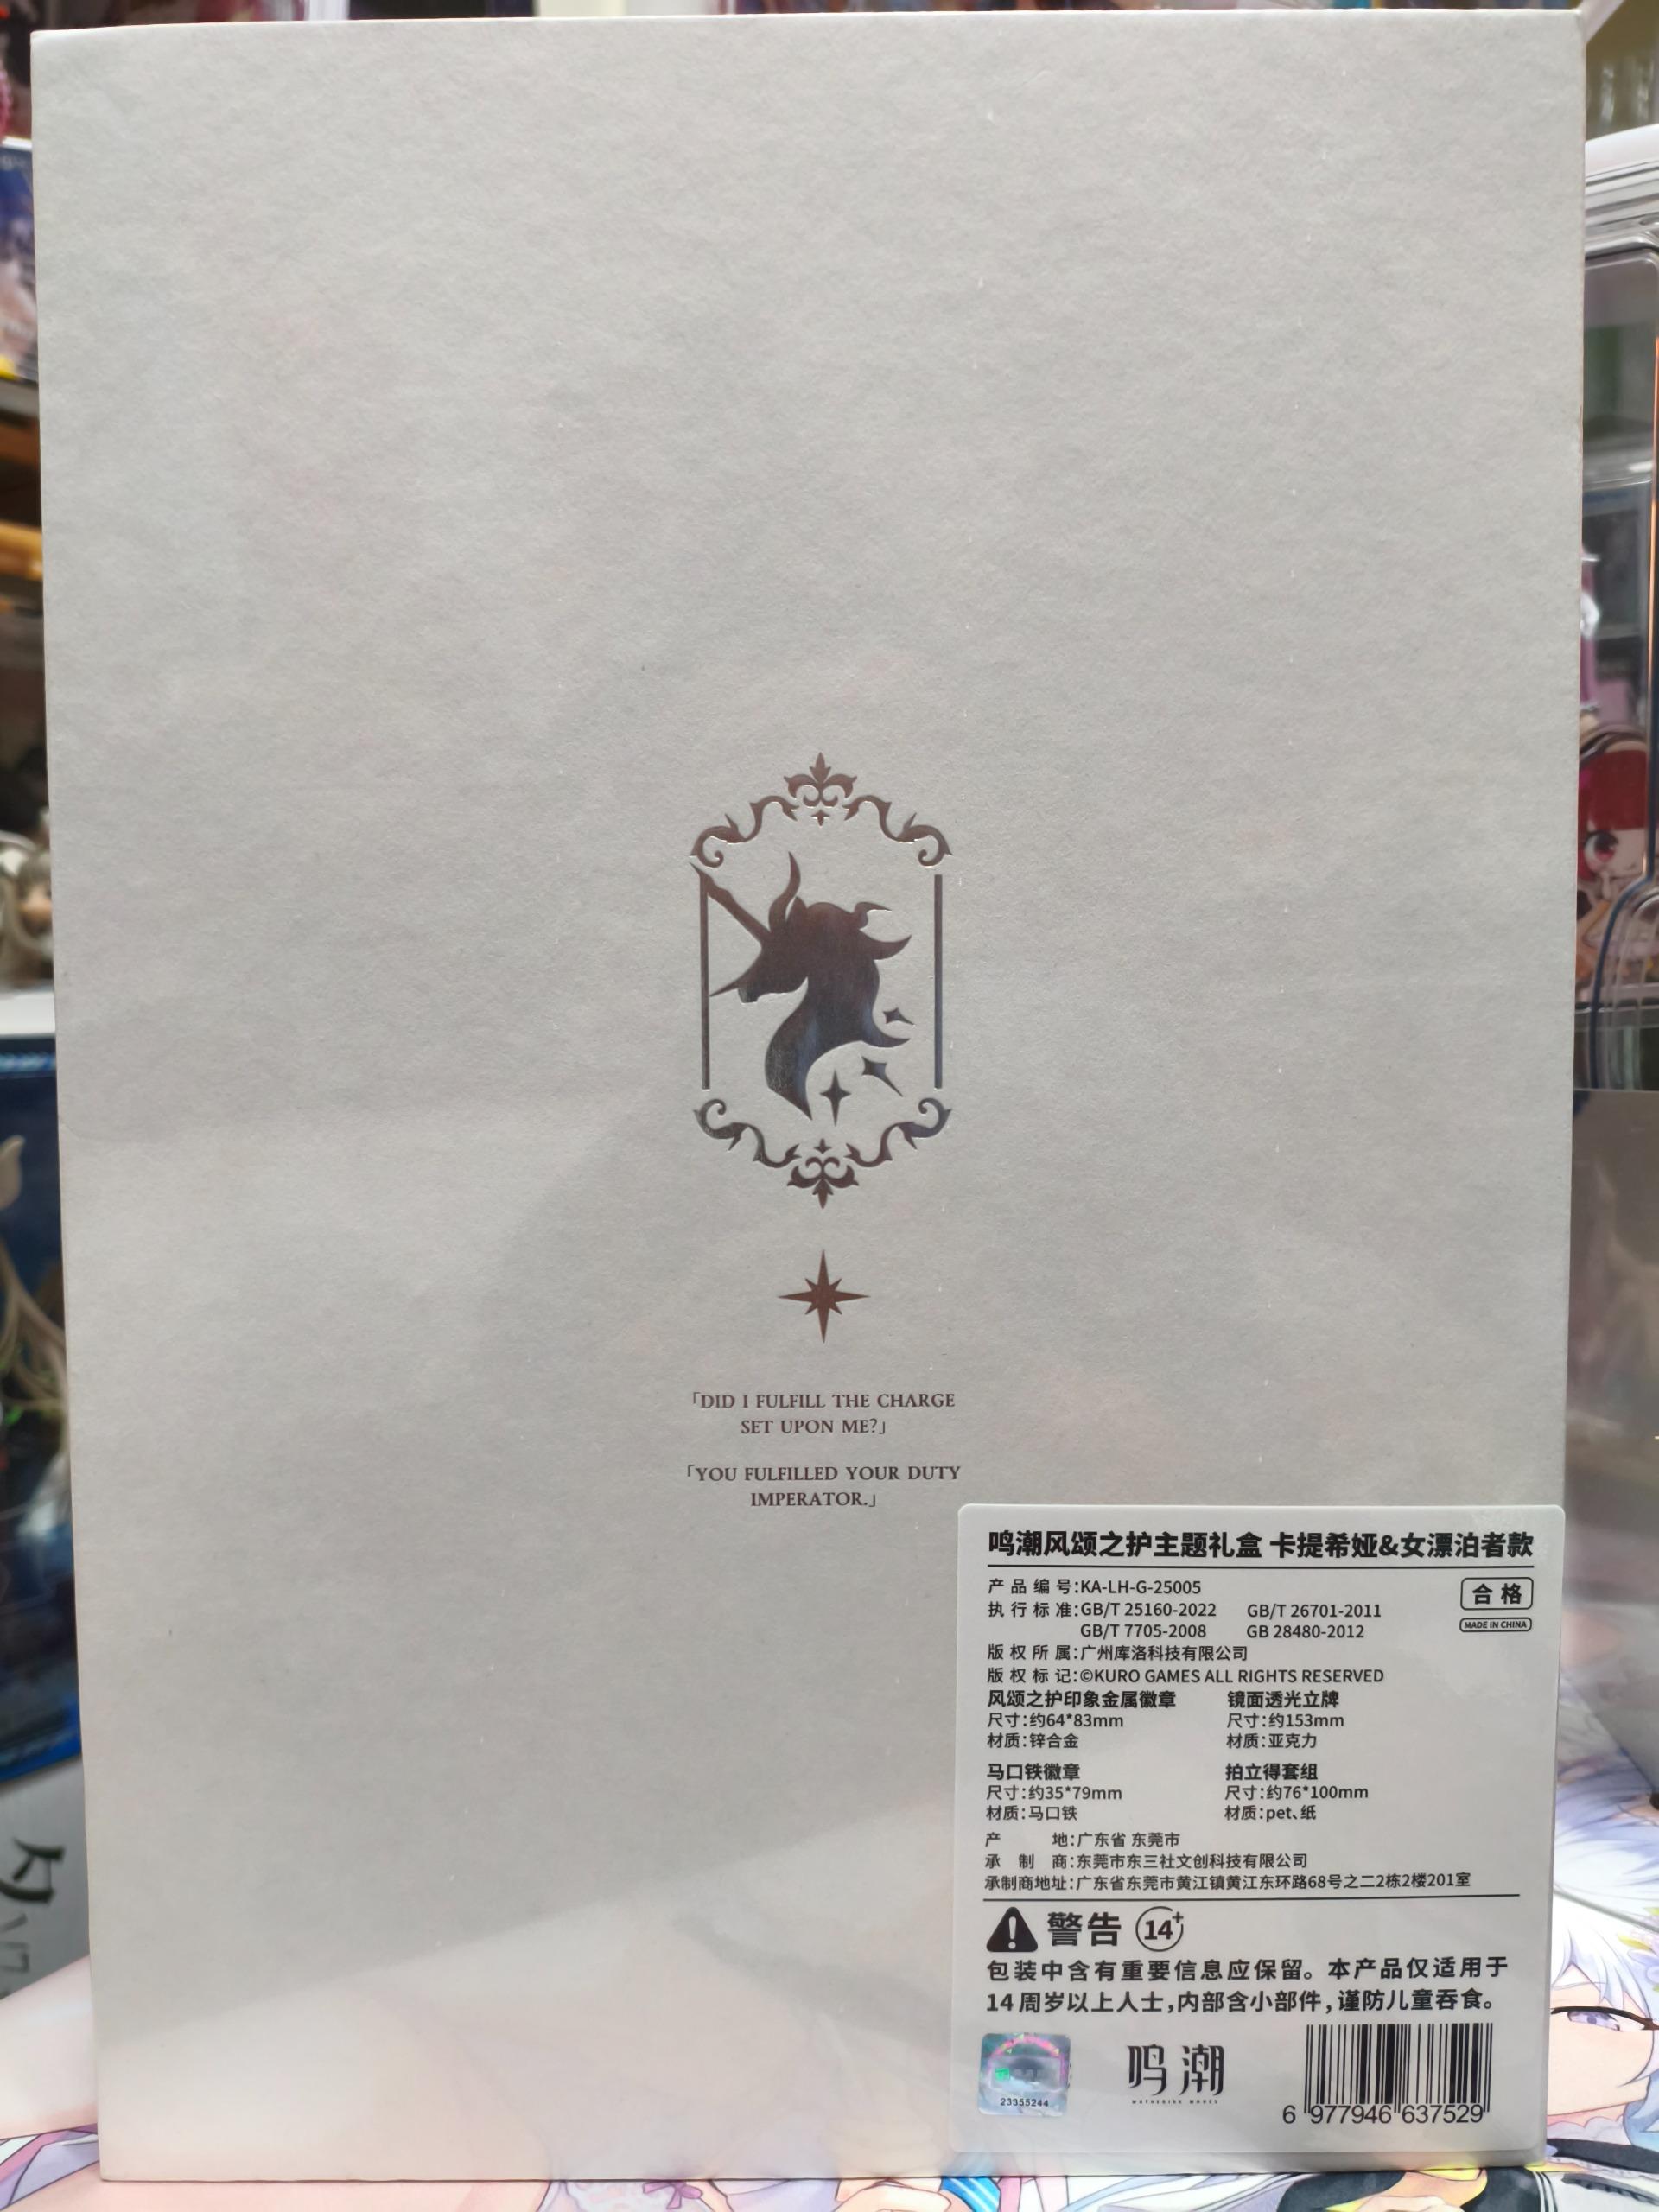 「DID I FULFILL THE CHARGE
SET UPON ME?」
「YOU FULFILLED YOUR DUTY
IMPERATOR.」
鸣潮风颂之护主题礼盒 卡提希娅&女漂泊者款
产品编号:KA-LH-G-25005
合格
执行标准:GB/T 25160-2022 GB/T 26701-2011
MADE IN CHINA
GB/T 7705-2008 GB 28480-2012
版权所属:广州库洛科技有限公司
版权标记:©KURO GAMES ALL RIGHTS RESERVED
风颂之护印象金属徽章 镜面透光立牌
尺寸:约64*83mm 尺寸:约153mm
材质:锌合金 材质:亚克力
马口铁徽章 拍立得套组
尺寸:约35*79mm 尺寸:约76*100mm
材质:马口铁 材质:pet、纸
产地:广东省 东莞市
承制商:东莞市东三社文创科技有限公司
承制商地址:广东省东莞市黄江镇黄江东环路68号之二2栋2楼201室
警告 14+
包装中含有重要信息应保留。本产品仅适用于
14周岁以上人士,内部含小部件,谨防儿童吞食。
鸣潮
WUTHERING WAVES
23355244
6 977946 637529